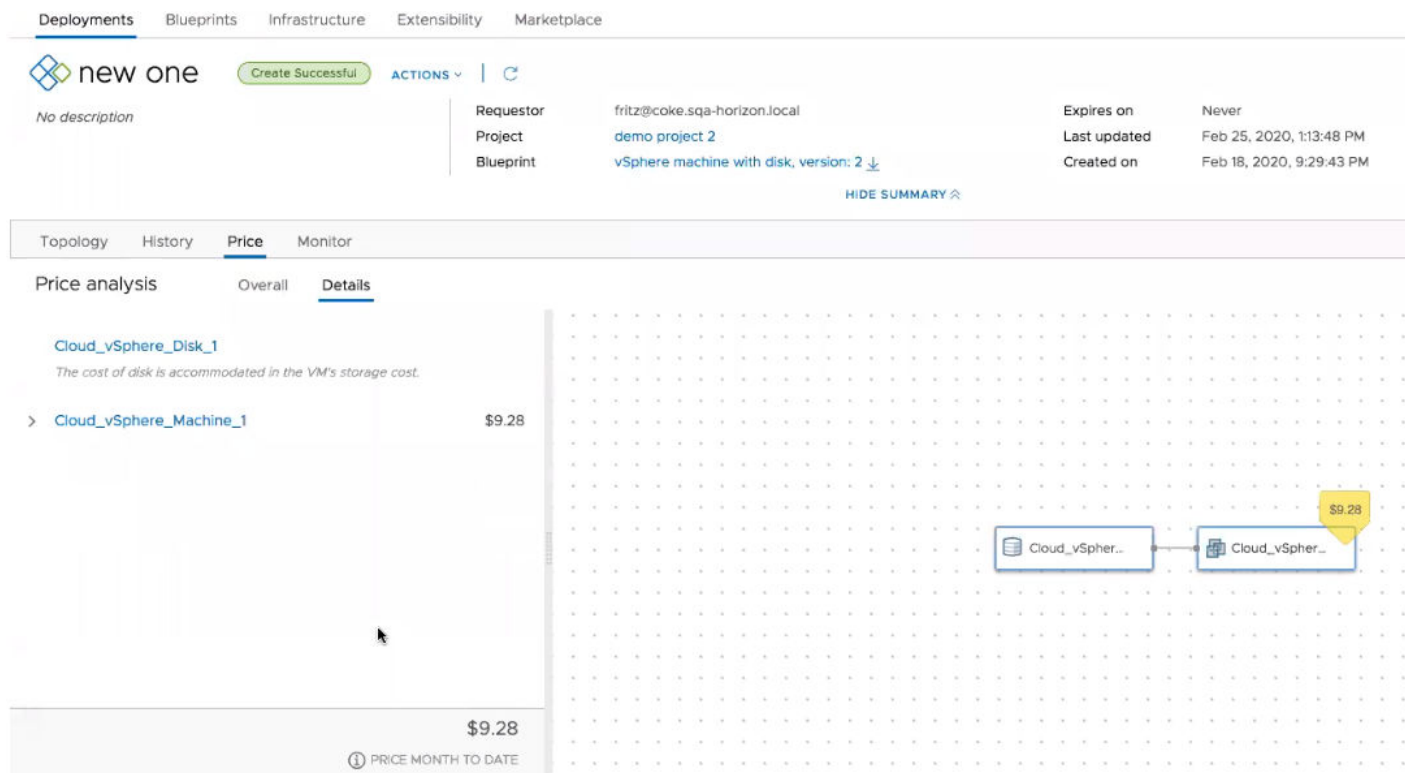 Deployments Blueprints Infrastructure Extensibility Marketplace
new one Create Successful ACTIONS
No description
Requestor fritz@coke.sqa-horizon.local Expires on Never
Project demo project 2 Last updated Feb 25, 2020, 1:13:48 PM
Blueprint vSphere machine with disk, version: 2 Created on Feb 18, 2020, 9:29:43 PM
HIDE SUMMARY
Topology History Price Monitor
Price analysis Overall Details
Cloud_vSphere_Disk_1
The cost of disk is accommodated in the VM's storage cost.
Cloud_vSphere_Machine_1 $9.28
$9.28
Cloud_vSpher... Cloud_vSpher...
$9.28
PRICE MONTH TO DATE